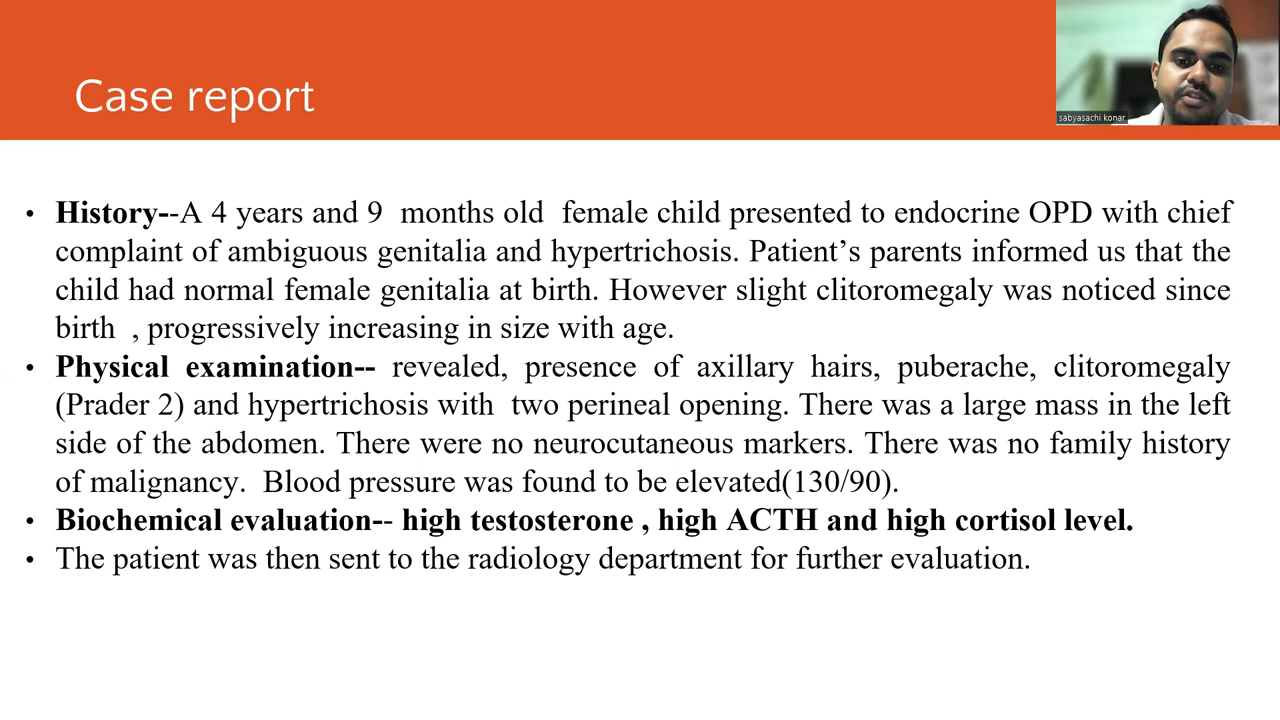 Case report
sabyasachi konar
• History--A 4 years and 9 months old female child presented to endocrine OPD with chief
complaint of ambiguous genitalia and hypertrichosis. Patient’s parents informed us that the
child had normal female genitalia at birth. However slight clitoromegaly was noticed since
birth , progressively increasing in size with age.
• Physical examination-- revealed, presence of axillary hairs, puberache, clitoromegaly
(Prader 2) and hypertrichosis with two perineal opening. There was a large mass in the left
side of the abdomen. There were no neurocutaneous markers. There was no family history
of malignancy. Blood pressure was found to be elevated(130/90).
• Biochemical evaluation-- high testosterone , high ACTH and high cortisol level.
• The patient was then sent to the radiology department for further evaluation.